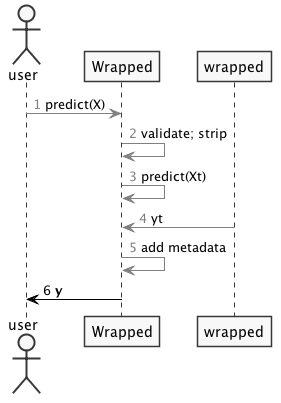 user
Wrapped
wrapped
1 predict(X)
2 validate; strip
3 predict(Xt)
4 yt
5 add metadata
6 y
user
Wrapped
wrapped